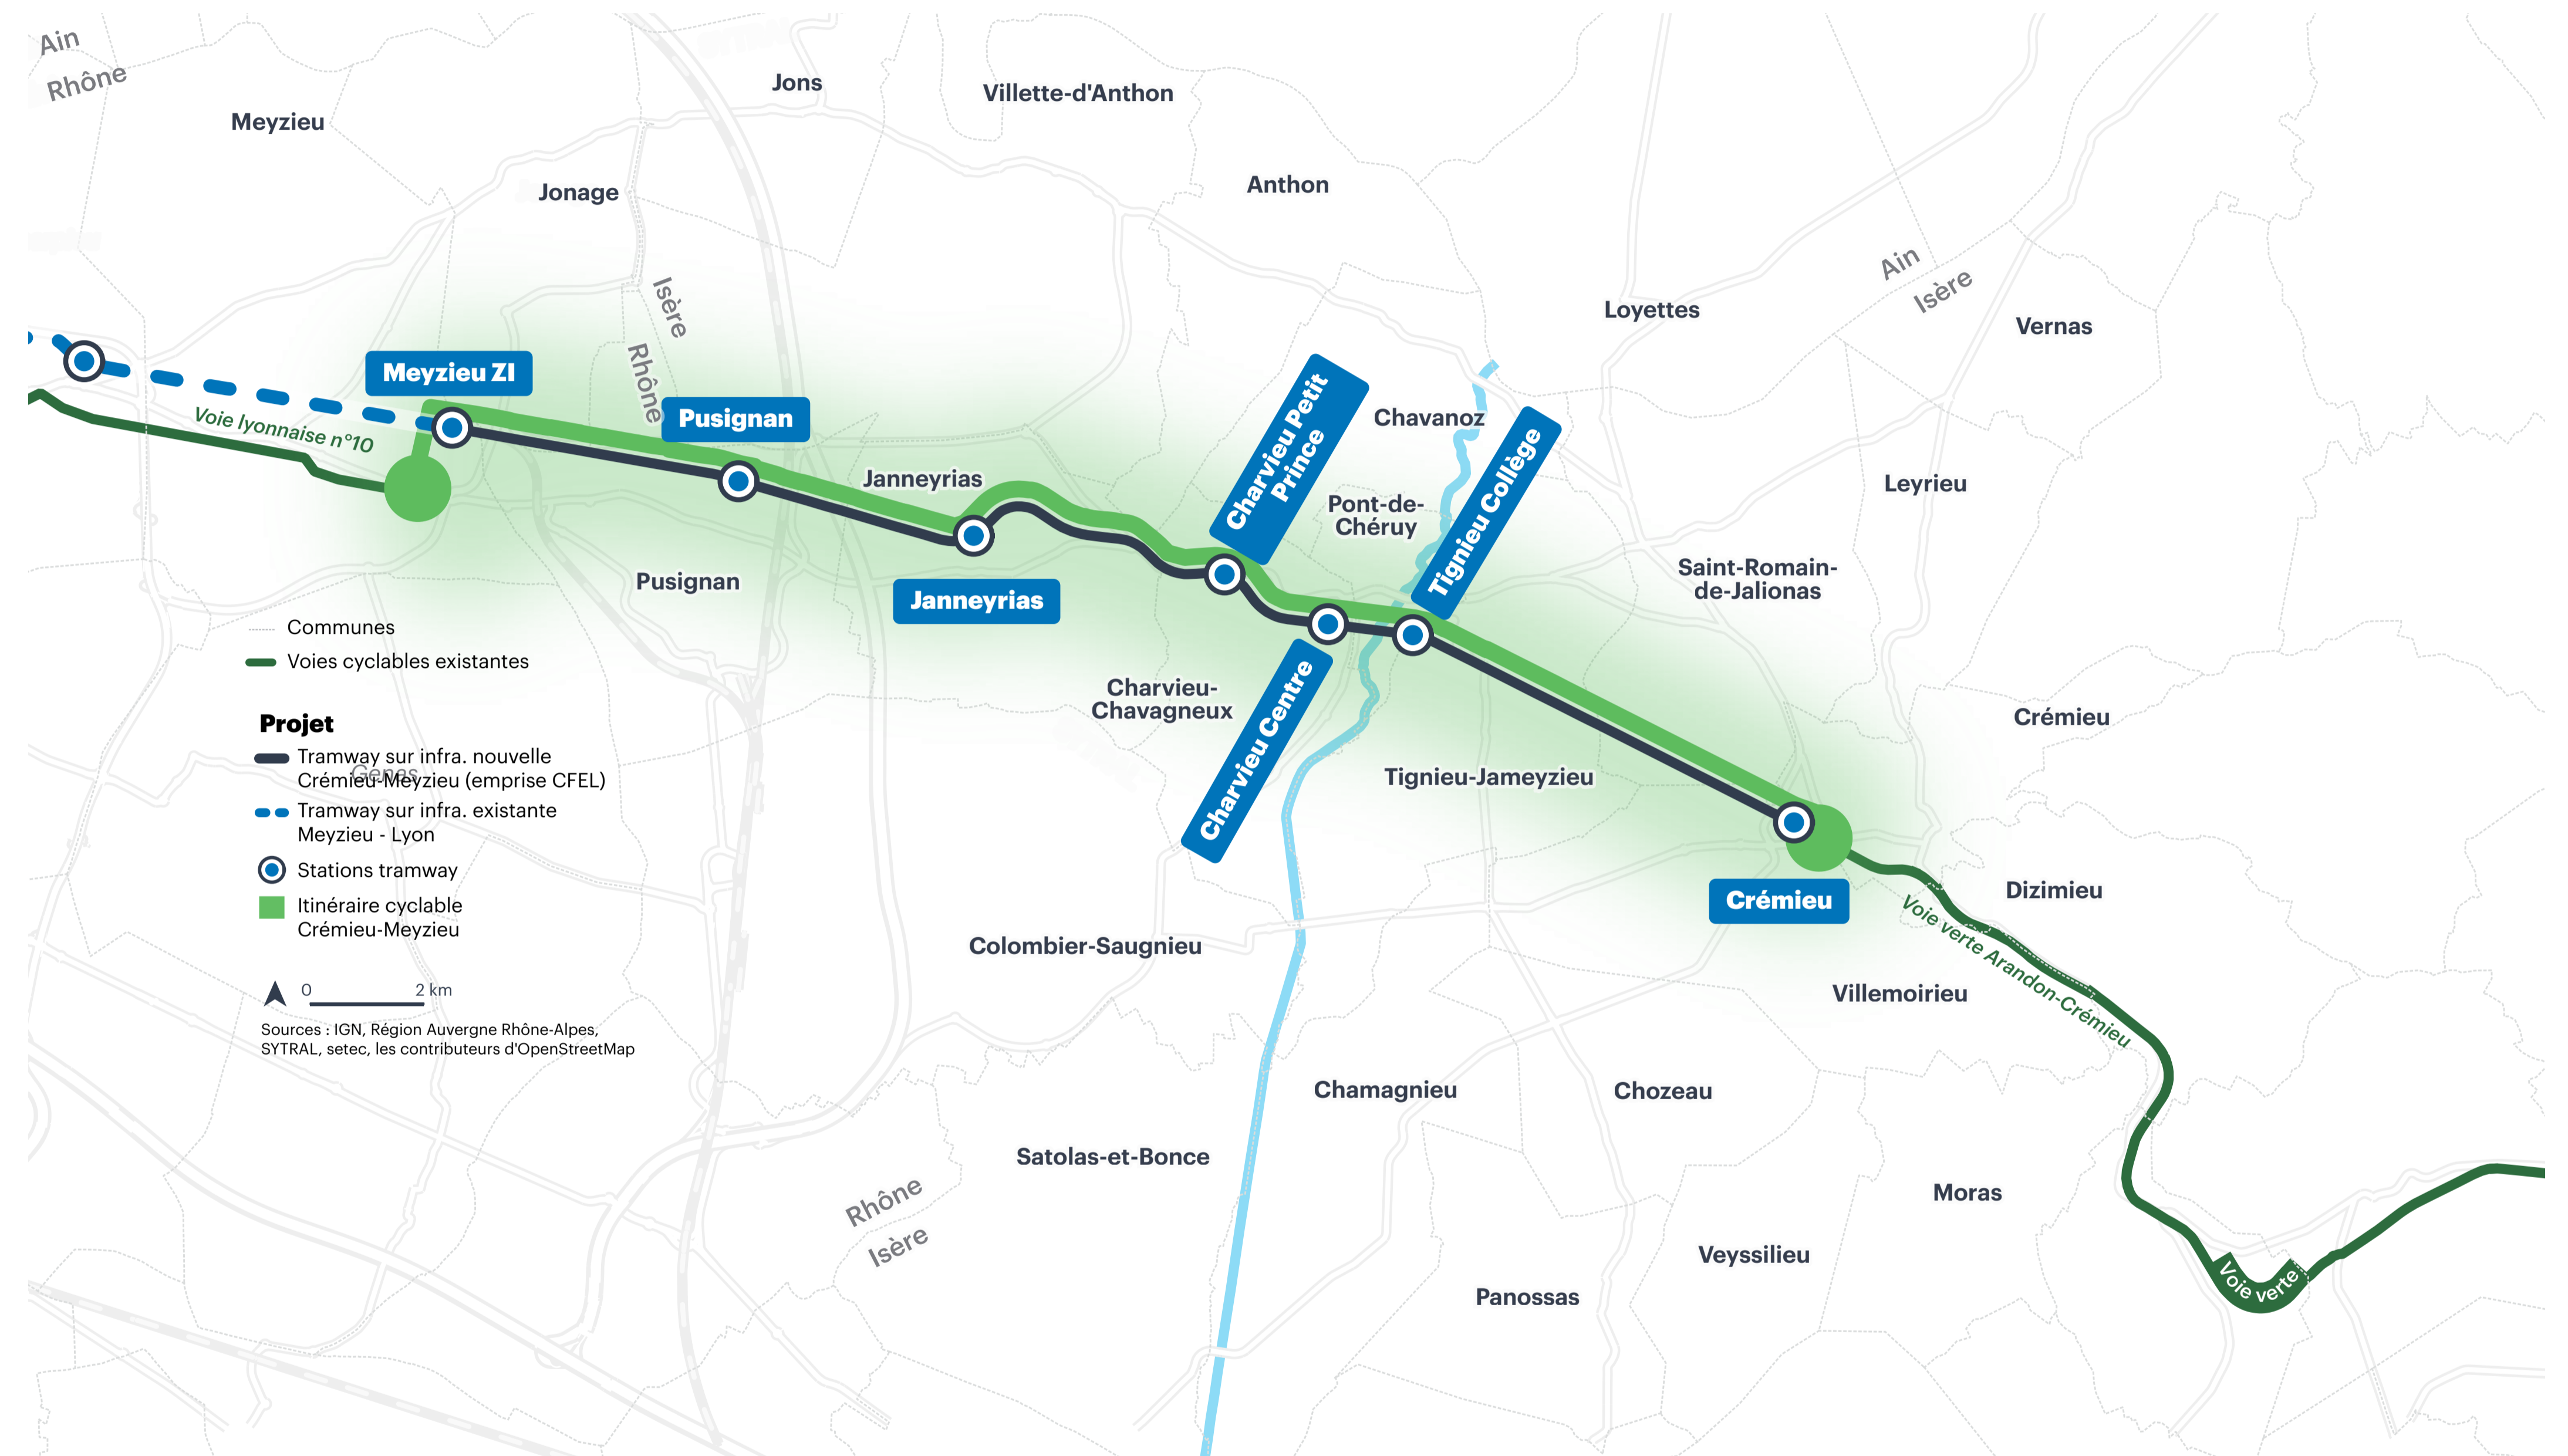 Ain
Rhône
Meyzieu
Jonage
Jons
Villette-d'Anthon
Anthon
Isère
Rhône
Loyettes
Ain
Isère
Vernas
Meyzieu ZI
Voie lyonnaise n°10
Pusignan
Janneyrias
Pusignan
Janneyrias
Charvieu Petit
Prince
Chavanoz
Pont-de-
Chéruy
Tignieu Collège
Leyrieu
Saint-Romain-
de-Jalionas
Charvieu-
Chavagneux
Charvieu Centre
Tignieu-Jameyzieu
Crémieu
Crémieu
Dizimieu
Voie verte Arandon-Crémieu
Villemoirieu
Colombier-Saugnieu
Chamagnieu
Chozeau
Satolas-et-Bonce
Rhône
Isère
Moras
Veyssilieu
Panossas
Voie verte
Communes
Voies cyclables existantes
Projet
Tramway sur infra. nouvelle
Crémieu-Meyzieu (emprise CFEL)
Genas
Tramway sur infra. existante
Meyzieu - Lyon
Stations tramway
Itinéraire cyclable
Crémieu-Meyzieu
0 2 km
Sources : IGN, Région Auvergne Rhône-Alpes,
SYTRAL, setec, les contributeurs d'OpenStreetMap